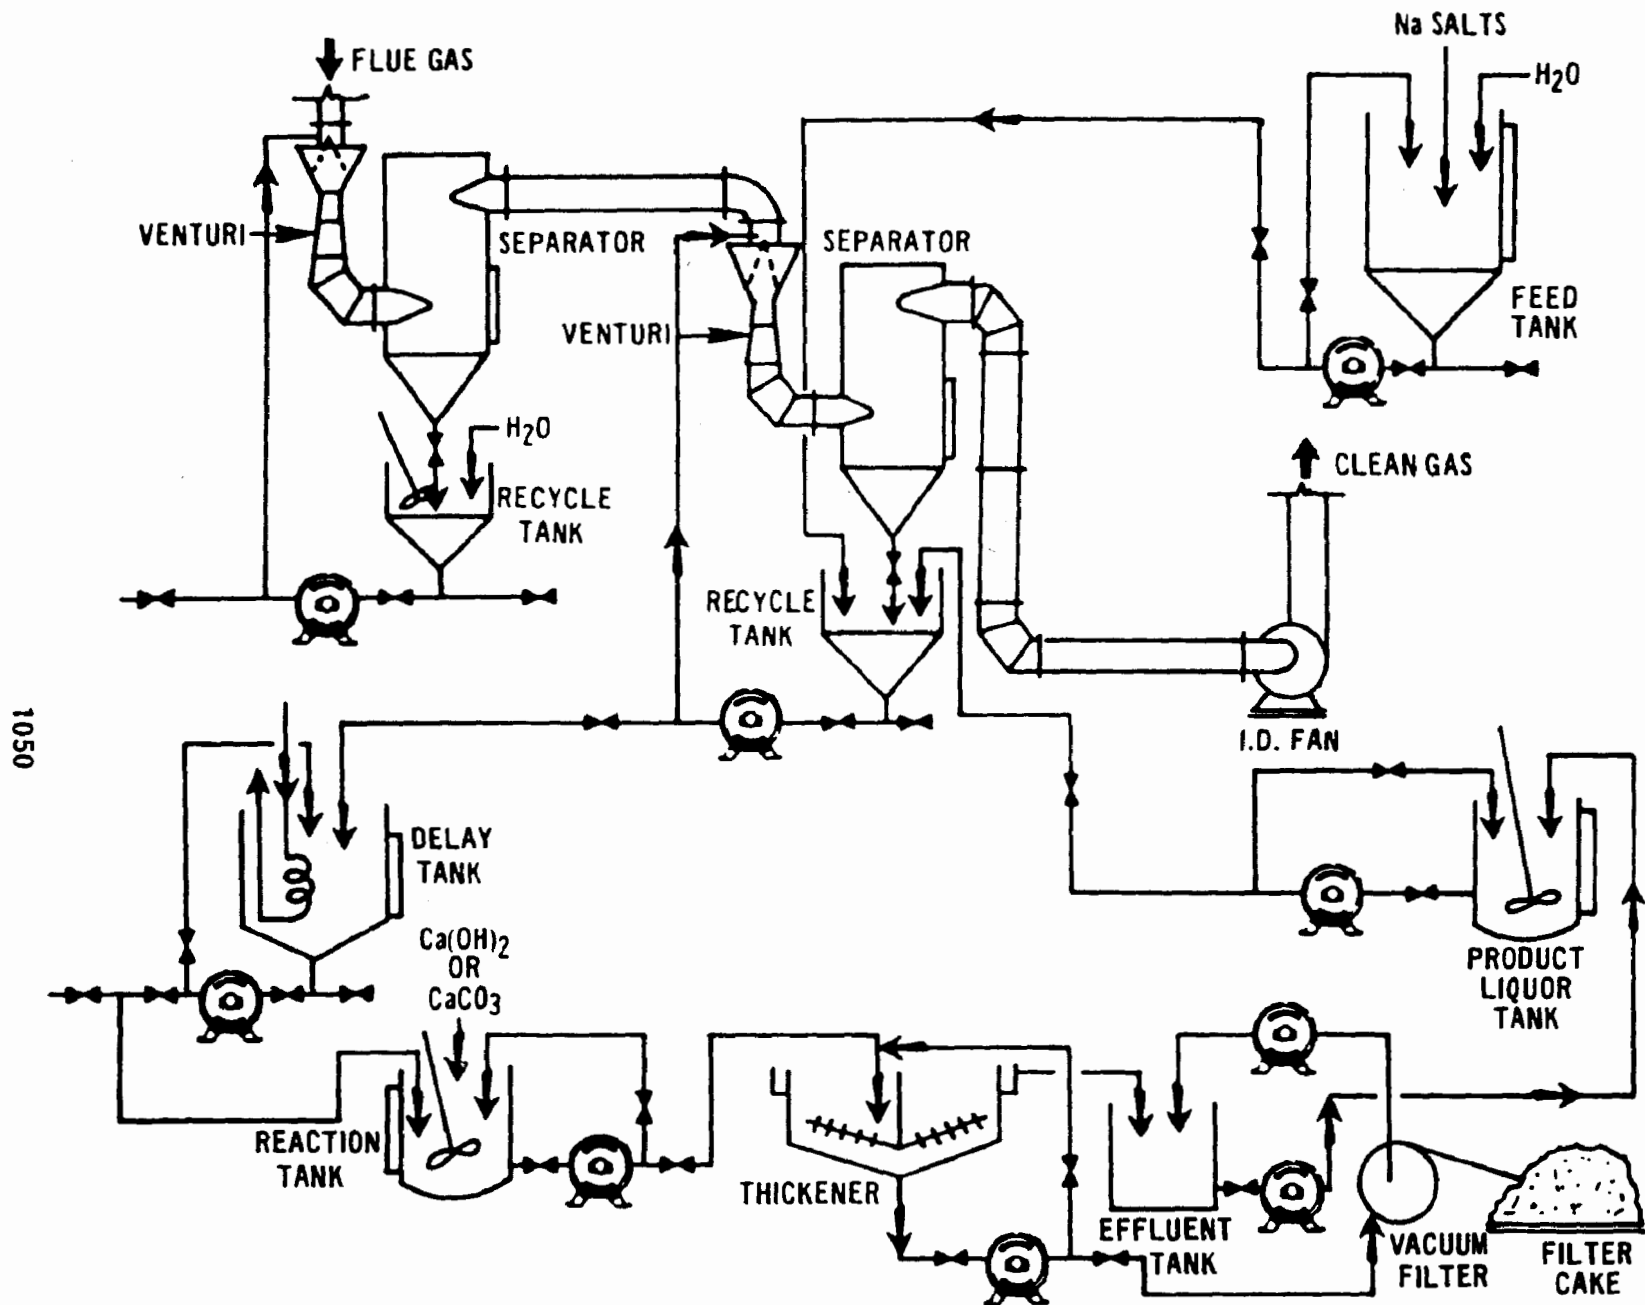 Na SALTS
FLUE GAS
H2O
VENTURI
SEPARATOR
SEPARATOR
FEED
TANK
VENTURI
H2O
CLEAN GAS
RECYCLE
TANK
RECYCLE
TANK
1050
I.D. FAN
DELAY
TANK
Ca(OH)2
OR
CaCO3
PRODUCT
LIQUOR
TANK
REACTION
TANK
THICKENER
EFFLUENT
TANK
VACUUM
FILTER
FILTER
CAKE